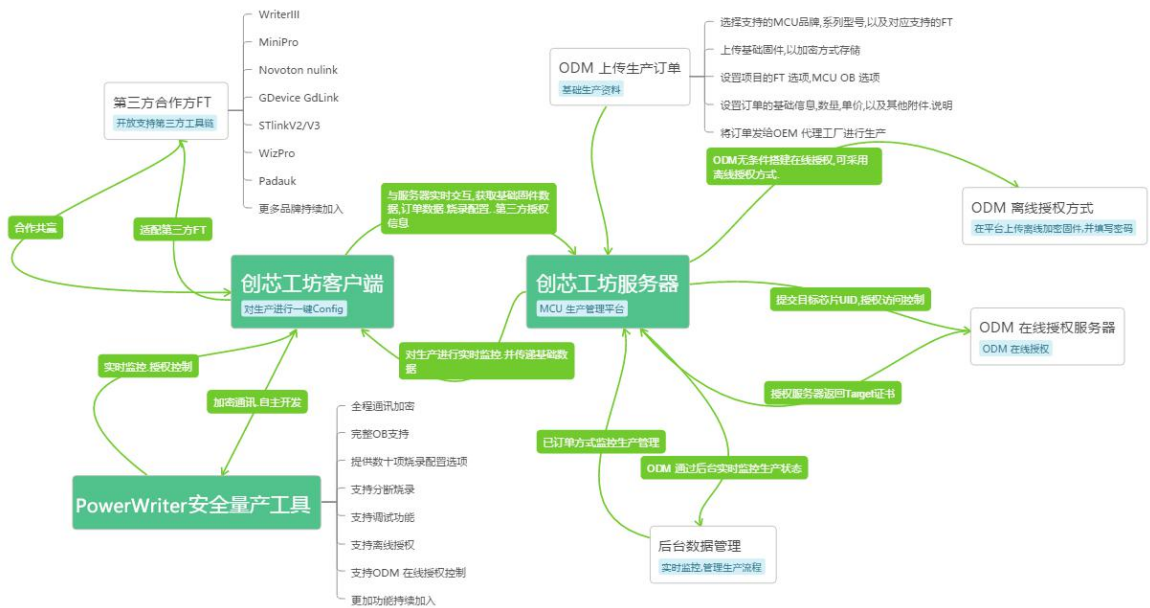 WriterIII
MiniPro
Novoton nulink
GDevice GdLink
STlinkV2/V3
WizPro
Padauk
更多品牌持续加入
第三方合作方FT
开放支持第三方工具链
ODM 上传生产订单
基础生产资料
选择支持的MCU品牌,系列型号,以及对应支持的FT
上传基础固件,以加密方式存储
设置项目的FT 选项,MCU OB 选项
设置订单的基础信息,数量,单价,以及其他附件.说明
将订单发给OEM 代理工厂进行生产
ODM无条件搭建在线授权,可采用
离线授权方式.
ODM 离线授权方式
在平台上传离线加密固件,并填写密码
合作共赢
适配第三方FT
与服务器实时交互,获取基础固件数
据,订单数据.烧录配置..第三方授权
信息
创芯工坊客户端
对生产进行一键Config
创芯工坊服务器
MCU 生产管理平台
提交目标芯片UID,授权访问控制
ODM 在线授权服务器
ODM 在线授权
授权服务器返回Target证书
对生产进行实时监控.并传递基础数
据
实时监控.授权控制
加密通讯.自主开发
已订单方式监控生产管理
ODM 通过后台实时监控生产状态
后台数据管理
实时监控,管理生产流程
PowerWriter安全量产工具
全程通讯加密
完整OB支持
提供数十项烧录配置选项
支持分断烧录
支持调试功能
支持离线授权
支持ODM 在线授权控制
更加功能持续加入